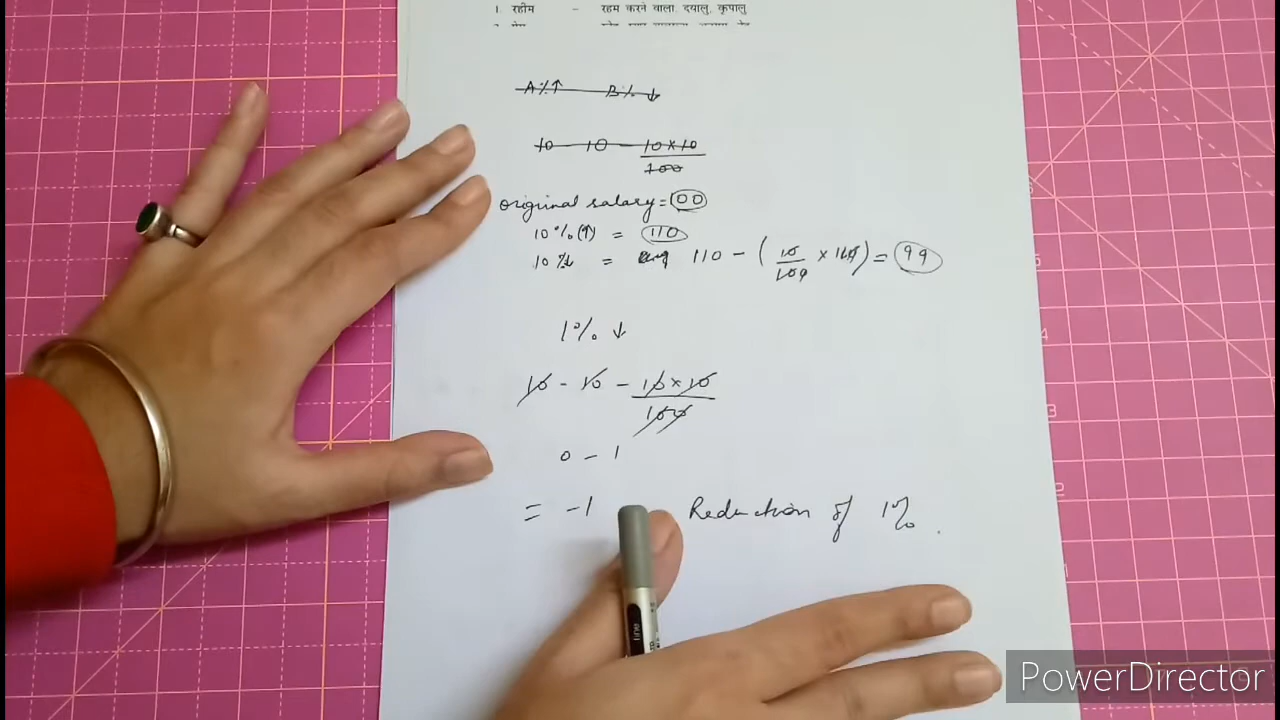 1. रहीम - रहम करने वाला, दयालु, कृपालु
A%↑ B%↓
10 - 10 - 10×10
100
original salary = 100
10%(↑) = 110
10%↓ = 110 - ( 10/100 × 110 ) = 99
1% ↓
10 - 10 - 10×10
100
0 - 1
= -1 Reduction of 1%.
PowerDirector